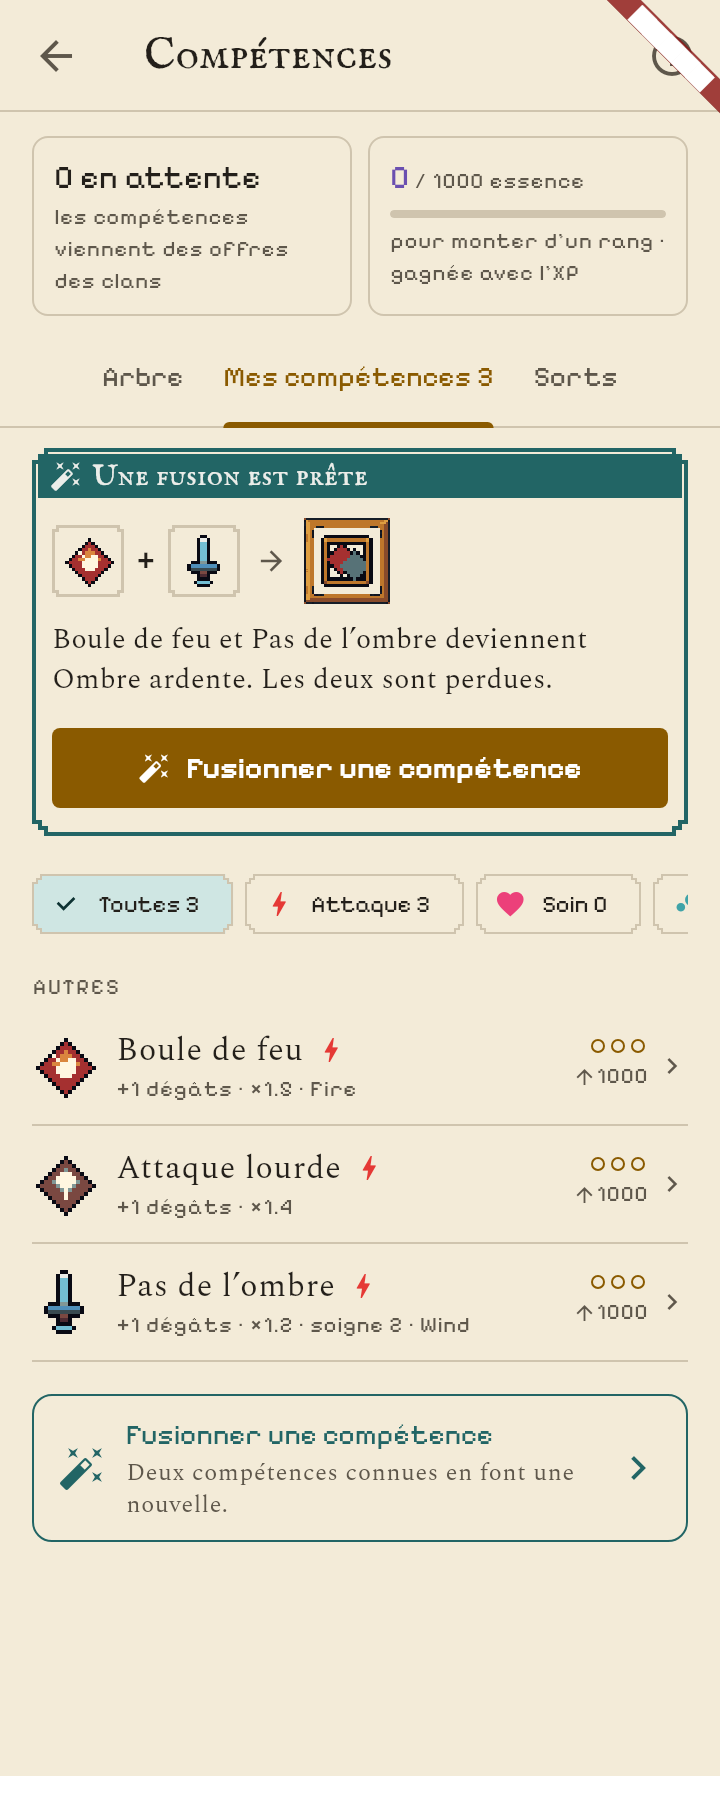 Compétences
0 en attente
les compétences
viennent des offres
des clans
0 / 1000 essence
pour monter d'un rang ·
gagnée avec l'XP
Arbre
Mes compétences 3
Sorts
Une fusion est prête
+
→
Boule de feu et Pas de l’ombre deviennent
Ombre ardente. Les deux sont perdues.
Fusionner une compétence
Toutes 3
Attaque 3
Soin 0
AUTRES
Boule de feu
+1 dégâts · ×1.8 · Fire
↑1000
Attaque lourde
+1 dégâts · ×1.4
↑1000
Pas de l’ombre
+1 dégâts · ×1.2 · soigne 2 · Wind
↑1000
Fusionner une compétence
Deux compétences connues en font une
nouvelle.